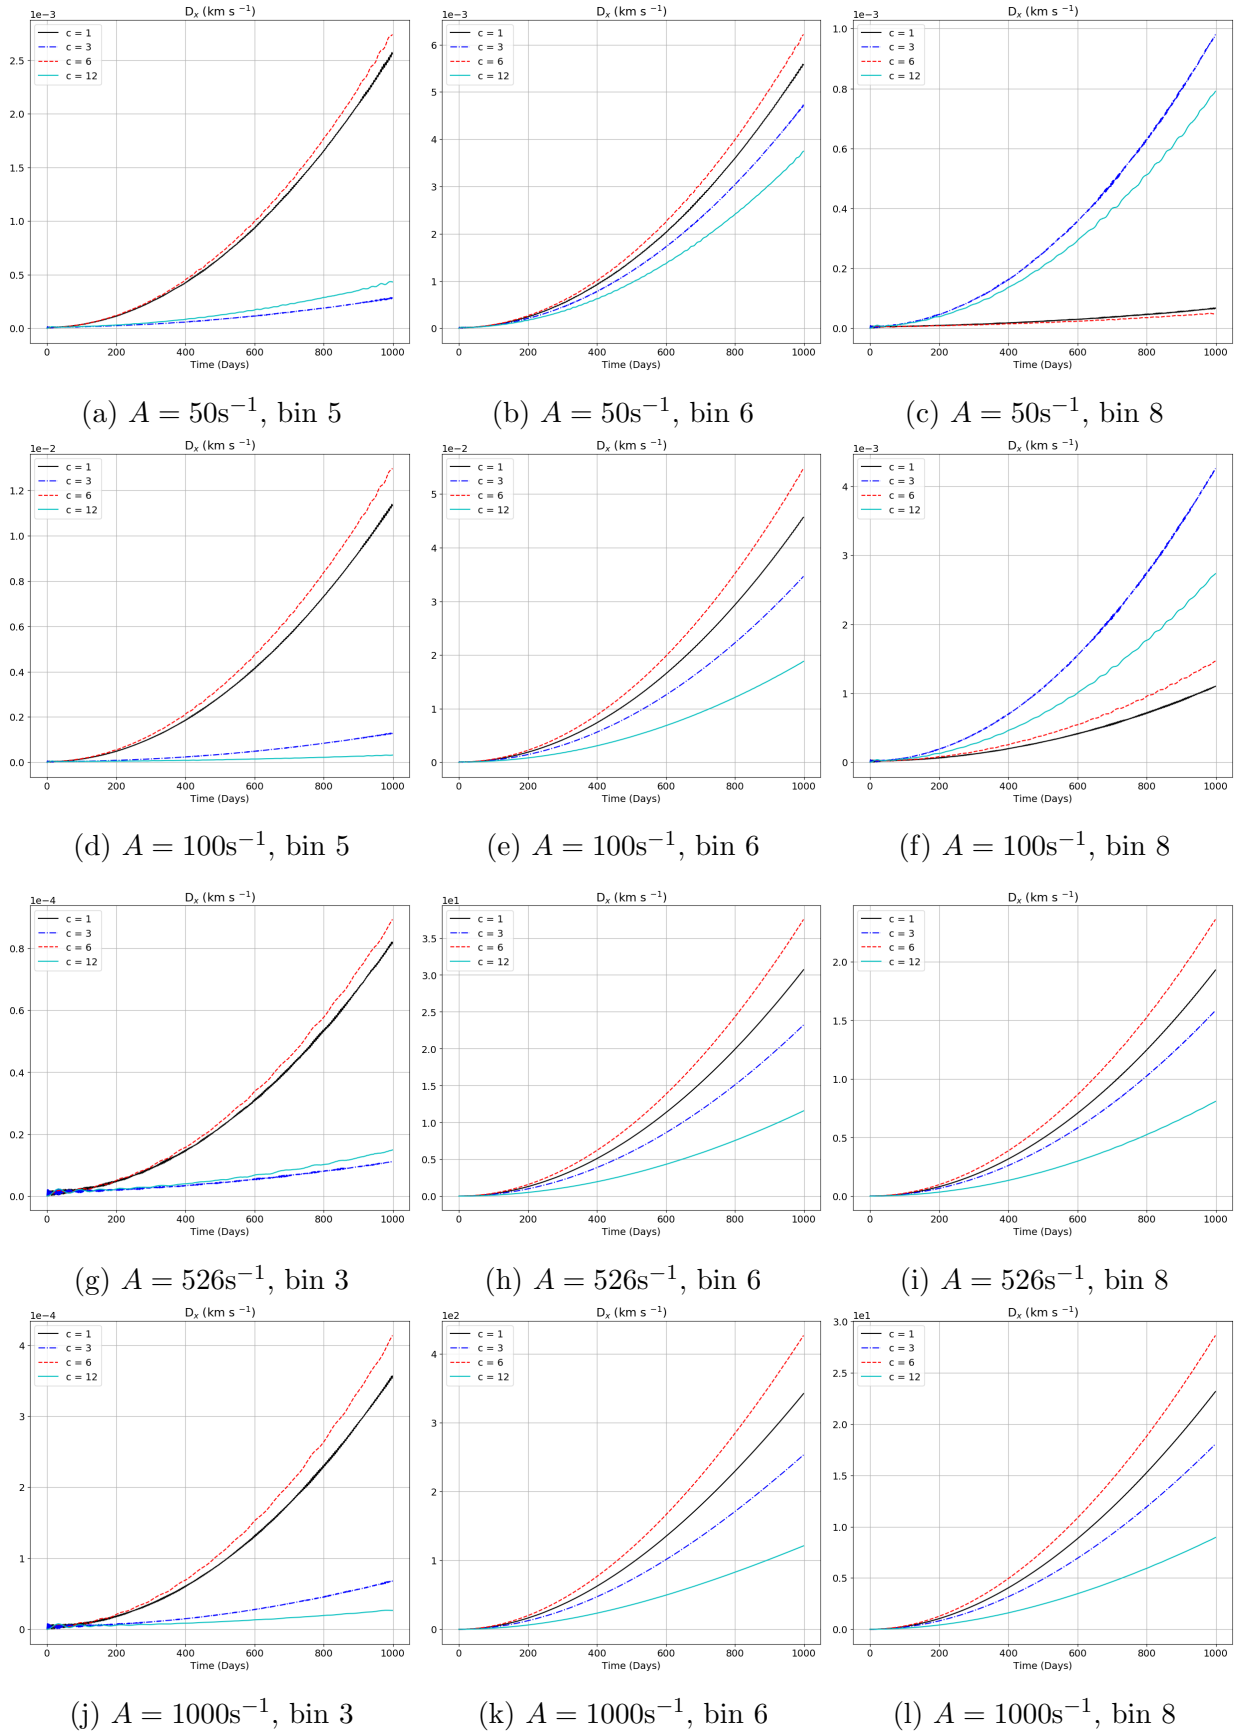 Dₓ (km s ⁻¹)
1e−3
c = 1
c = 3
c = 6
c = 12
2.5
2.0
1.5
1.0
0.5
0.0
0 200 400 600 800 1000
Time (Days)
(a) A = 50s⁻¹, bin 5
Dₓ (km s ⁻¹)
1e−3
c = 1
c = 3
c = 6
c = 12
6
5
4
3
2
1
0
0 200 400 600 800 1000
Time (Days)
(b) A = 50s⁻¹, bin 6
Dₓ (km s ⁻¹)
1e−3
c = 1
c = 3
c = 6
c = 12
1.0
0.8
0.6
0.4
0.2
0.0
0 200 400 600 800 1000
Time (Days)
(c) A = 50s⁻¹, bin 8
Dₓ (km s ⁻¹)
1e−2
c = 1
c = 3
c = 6
c = 12
1.2
1.0
0.8
0.6
0.4
0.2
0.0
0 200 400 600 800 1000
Time (Days)
(d) A = 100s⁻¹, bin 5
Dₓ (km s ⁻¹)
1e−2
c = 1
c = 3
c = 6
c = 12
5
4
3
2
1
0
0 200 400 600 800 1000
Time (Days)
(e) A = 100s⁻¹, bin 6
Dₓ (km s ⁻¹)
1e−3
c = 1
c = 3
c = 6
c = 12
4
3
2
1
0
0 200 400 600 800 1000
Time (Days)
(f) A = 100s⁻¹, bin 8
Dₓ (km s ⁻¹)
1e−4
c = 1
c = 3
c = 6
c = 12
0.8
0.6
0.4
0.2
0.0
0 200 400 600 800 1000
Time (Days)
(g) A = 526s⁻¹, bin 3
Dₓ (km s ⁻¹)
1e1
c = 1
c = 3
c = 6
c = 12
3.5
3.0
2.5
2.0
1.5
1.0
0.5
0.0
0 200 400 600 800 1000
Time (Days)
(h) A = 526s⁻¹, bin 6
Dₓ (km s ⁻¹)
c = 1
c = 3
c = 6
c = 12
2.0
1.5
1.0
0.5
0.0
0 200 400 600 800 1000
Time (Days)
(i) A = 526s⁻¹, bin 8
Dₓ (km s ⁻¹)
1e−4
c = 1
c = 3
c = 6
c = 12
4
3
2
1
0
0 200 400 600 800 1000
Time (Days)
(j) A = 1000s⁻¹, bin 3
Dₓ (km s ⁻¹)
1e2
c = 1
c = 3
c = 6
c = 12
4
3
2
1
0
0 200 400 600 800 1000
Time (Days)
(k) A = 1000s⁻¹, bin 6
Dₓ (km s ⁻¹)
1e1
c = 1
c = 3
c = 6
c = 12
3.0
2.5
2.0
1.5
1.0
0.5
0.0
0 200 400 600 800 1000
Time (Days)
(l) A = 1000s⁻¹, bin 8